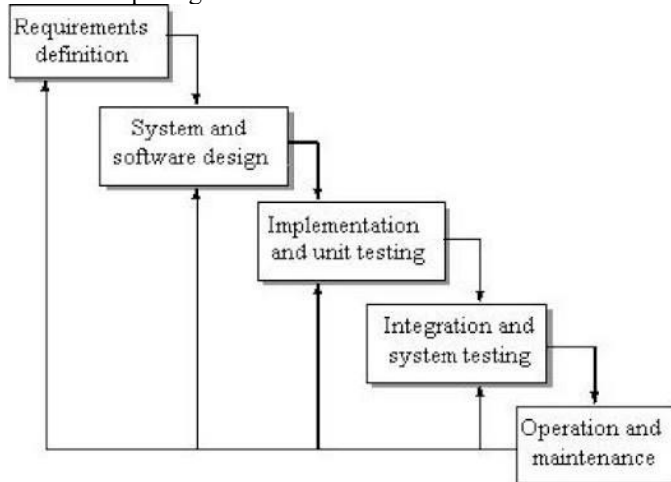 Requirements
definition
System and
software design
Implementation
and unit testing
Integration and
system testing
Operation and
maintenance